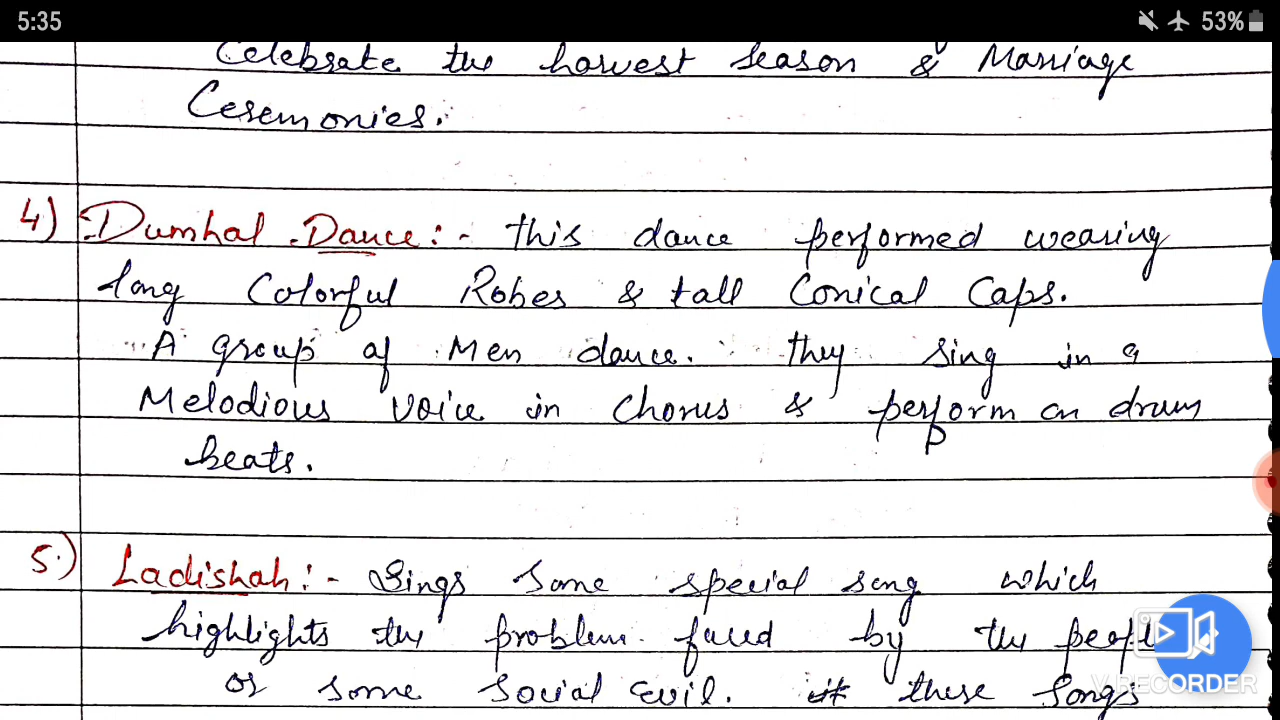 5:35
53%
Celebrate the harvest season & Marriage
Ceremonies.
4) Dumhal Dance:- this dance performed wearing
long Colorful Robes & tall Conical Caps.
A group of Men dance. they sing in a
Melodious voice in Chorus & perform on drum
beats.
5.) Ladishah:- Sings some special song which
highlights the problem faced by the people
or some social evil. these songs
V RECORDER